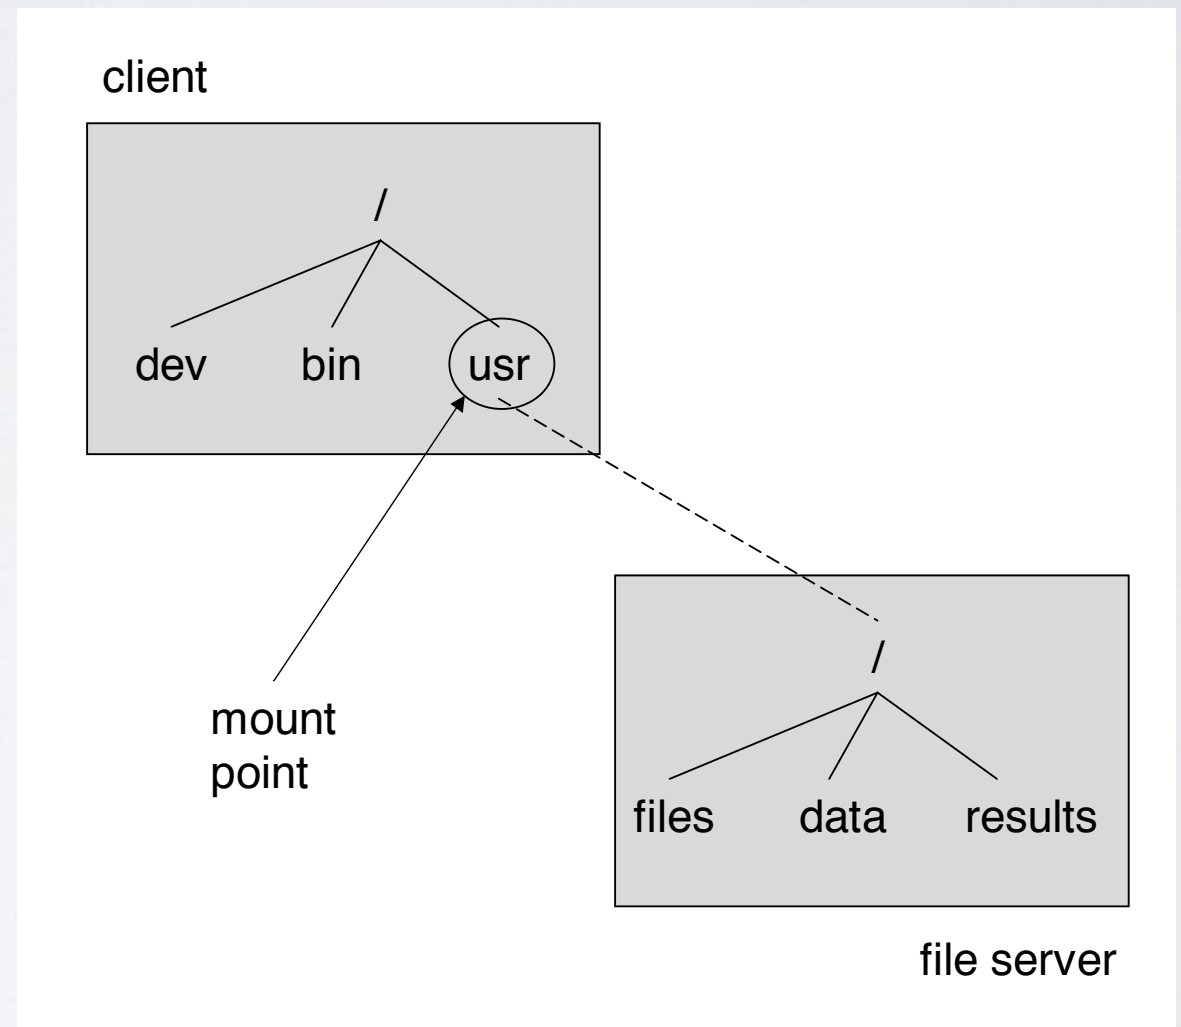 client
/
dev bin usr
/
mount
point
files data results
file server